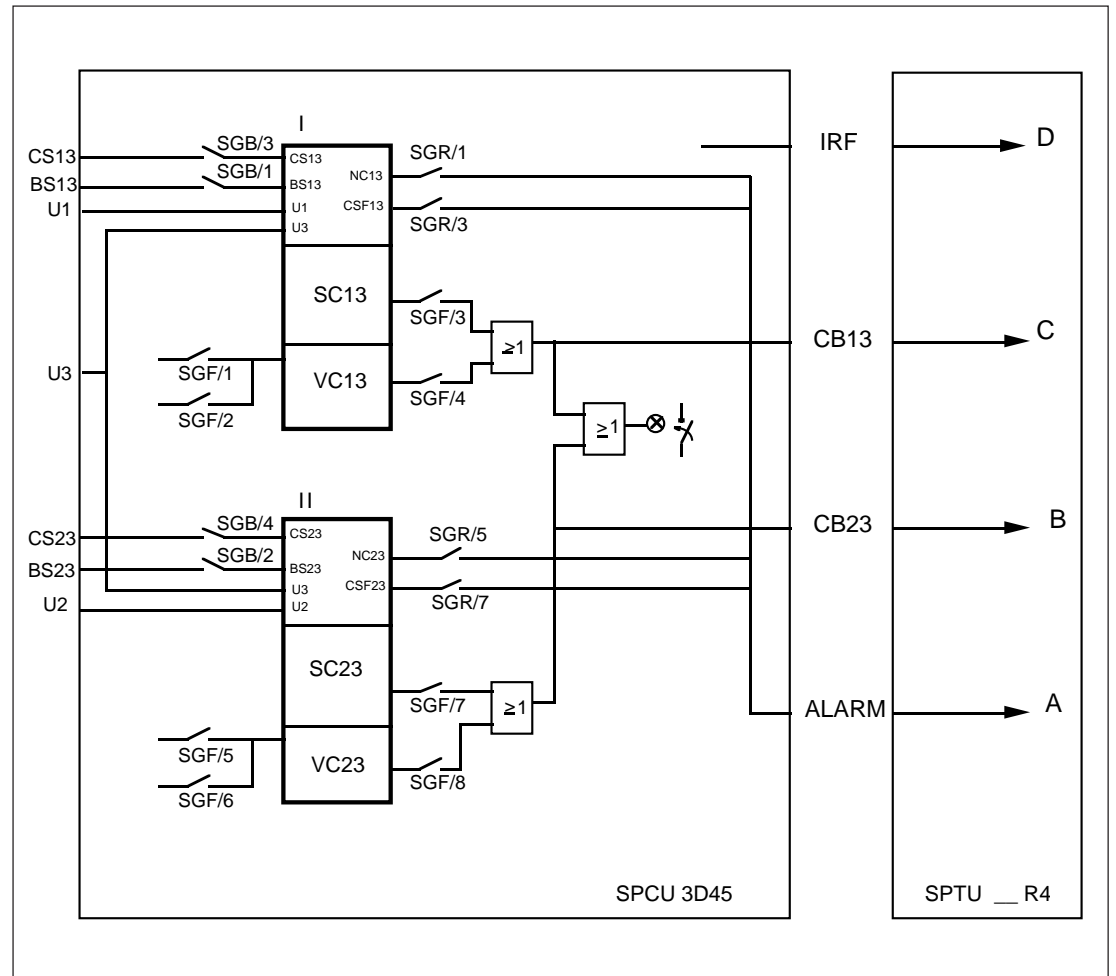 I
SGB/3
SGR/1
IRF
D
CS13
CS13
SGB/1
NC13
BS13
BS13
U1
U1
CSF13
U3
SGR/3
SC13
SGF/3
≥1
CB13
C
U3
SGF/1
VC13
SGF/4
SGF/2
≥1
II
SGB/4
SGR/5
CB23
B
CS23
CS23
SGB/2
NC23
BS23
BS23
U3
CSF23
U2
U2
SGR/7
SC23
SGF/7
≥1
ALARM
A
SGF/5
VC23
SGF/8
SGF/6
SPCU 3D45
SPTU __ R4